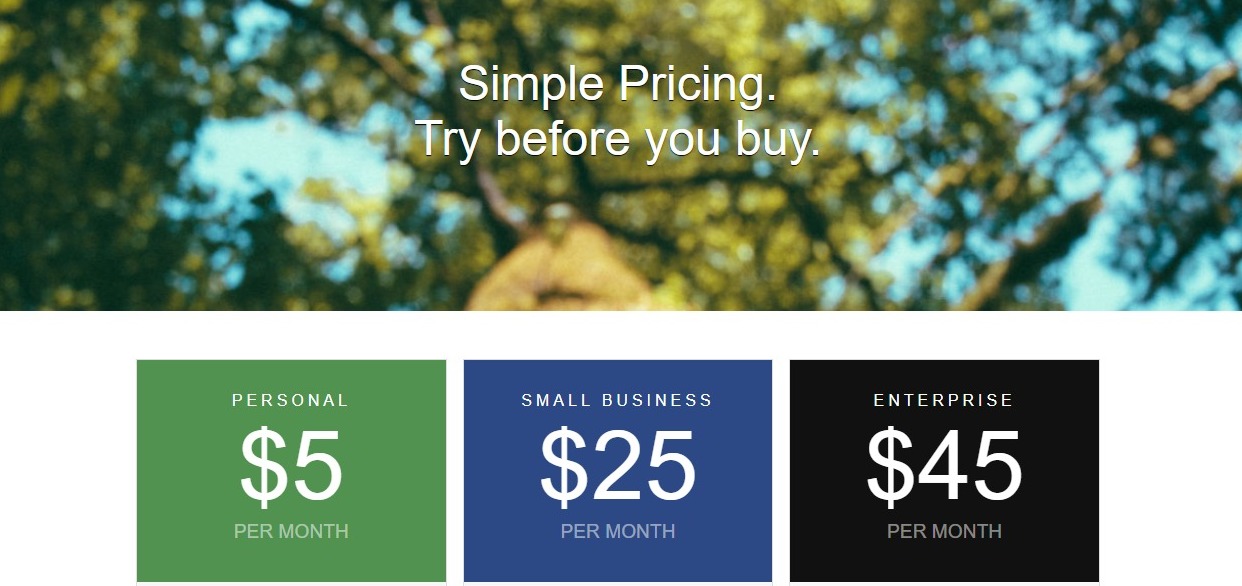 Simple Pricing.
Try before you buy.
PERSONAL
$5
PER MONTH
SMALL BUSINESS
$25
PER MONTH
ENTERPRISE
$45
PER MONTH